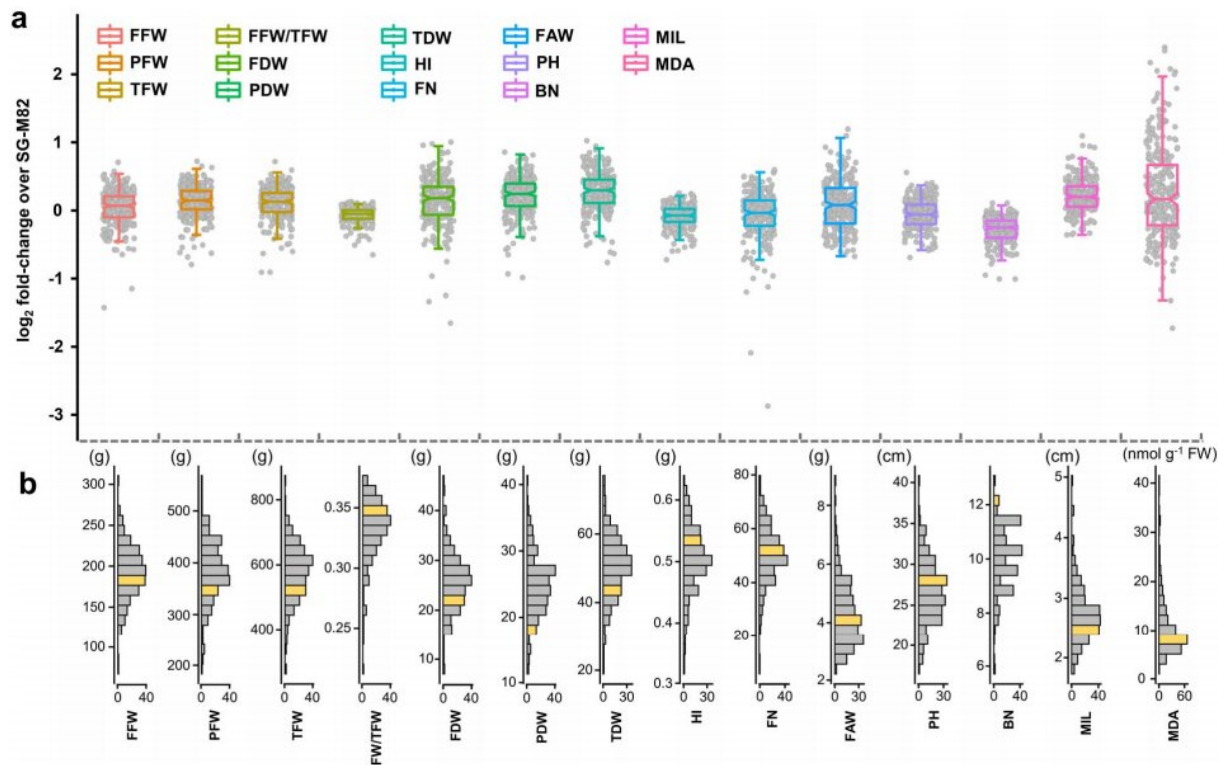 a
FFW FFW/TFW TDW FAW MIL
PFW FDW HI PH MDA
TFW PDW FN BN
log₂ fold-change over SG-M82
2
1
0
-1
-2
-3
b
(g) (g) (g) (g) (g) (g) (g) (g) (cm) (cm) (nmol g⁻¹ FW)
300 250 200 150 100
500 400 300 200
800 600 400
0.35 0.30 0.25
40 30 20 10
40 30 20 10
60 40 20
0.6 0.5 0.4 0.3
80 60 40 20
8 6 4 2
40 35 30 25 20
12 10 8 6
5 4 3 2
40 30 20 10 0
0 40 0 40 0 40 0 40 0 40 0 40 0 30 0 30 0 40 0 30 0 30 0 40 0 40 0 60
FFW PFW TFW FW/TFW FDW PDW TDW HI FN FAW PH BN MIL MDA